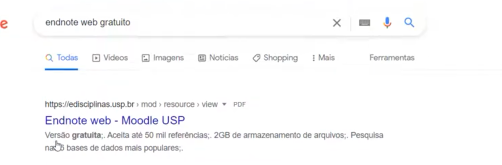 e
endnote web gratuito
Todas Vídeos Imagens Notícias Shopping Mais Ferramentas
https://edisciplinas.usp.br › mod › resource › view PDF
Endnote web - Moodle USP
Versão gratuita;. Aceita até 50 mil referências;. 2GB de armazenamento de arquivos;. Pesquisa
bases de dados mais populares;.